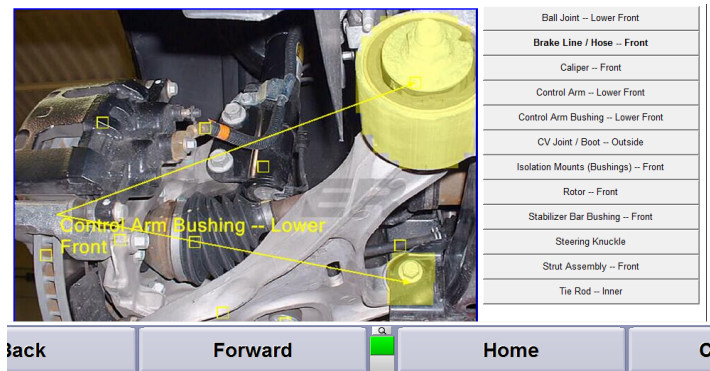 Control Arm Bushing -- Lower
Front
Ball Joint -- Lower Front
Brake Line / Hose -- Front
Caliper -- Front
Control Arm -- Lower Front
Control Arm Bushing -- Lower Front
CV Joint / Boot -- Outside
Isolation Mounts (Bushings) -- Front
Rotor -- Front
Stabilizer Bar Bushing -- Front
Steering Knuckle
Strut Assembly -- Front
Tie Rod -- Inner
Back
Forward
Home
C